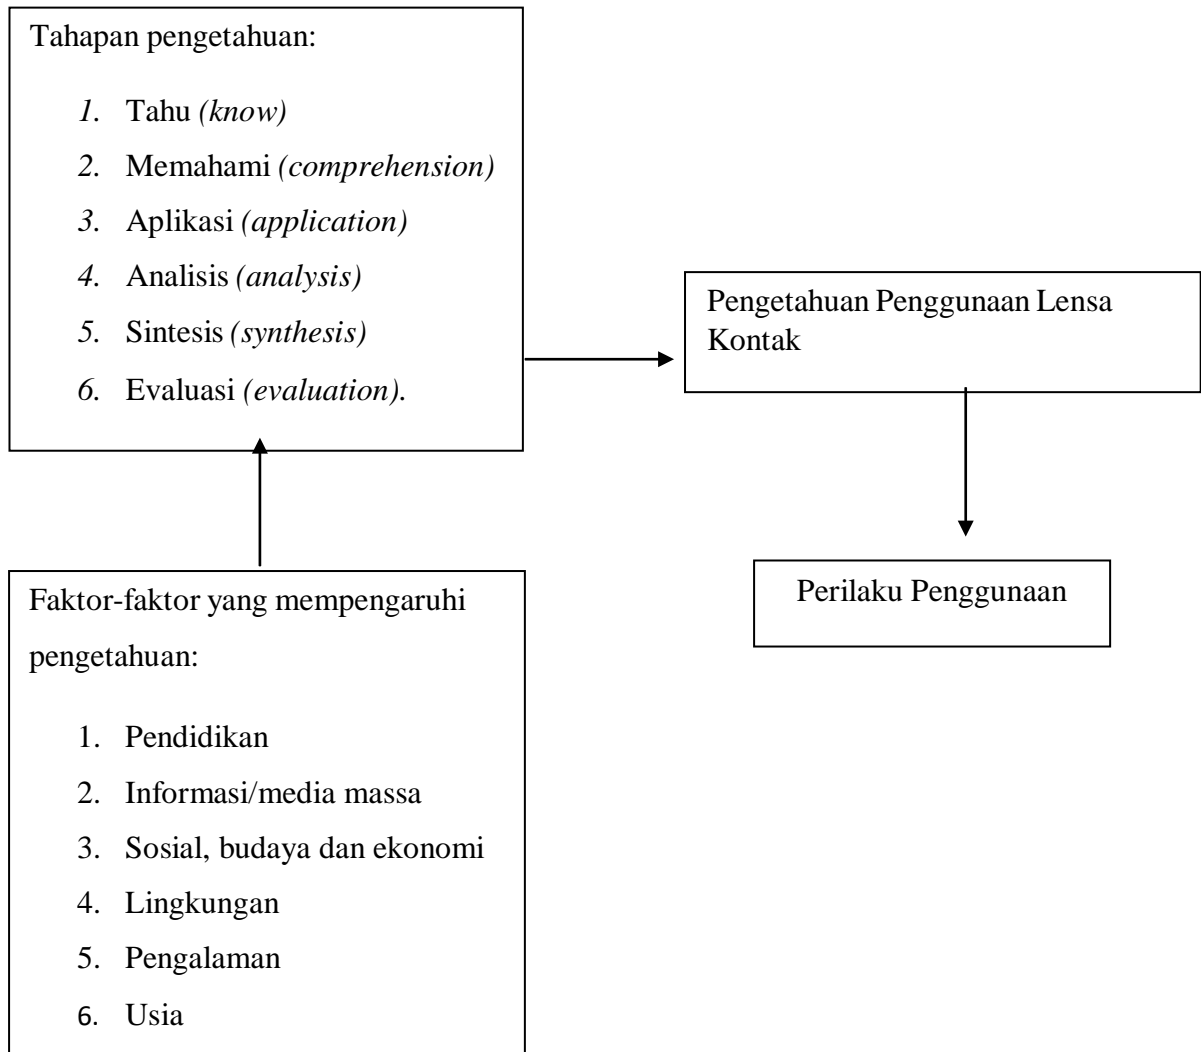 Tahapan pengetahuan:
1. Tahu (know)
2. Memahami (comprehension)
3. Aplikasi (application)
4. Analisis (analysis)
5. Sintesis (synthesis)
6. Evaluasi (evaluation).
Pengetahuan Penggunaan Lensa
Kontak
Perilaku Penggunaan
Faktor-faktor yang mempengaruhi
pengetahuan:
1. Pendidikan
2. Informasi/media massa
3. Sosial, budaya dan ekonomi
4. Lingkungan
5. Pengalaman
6. Usia